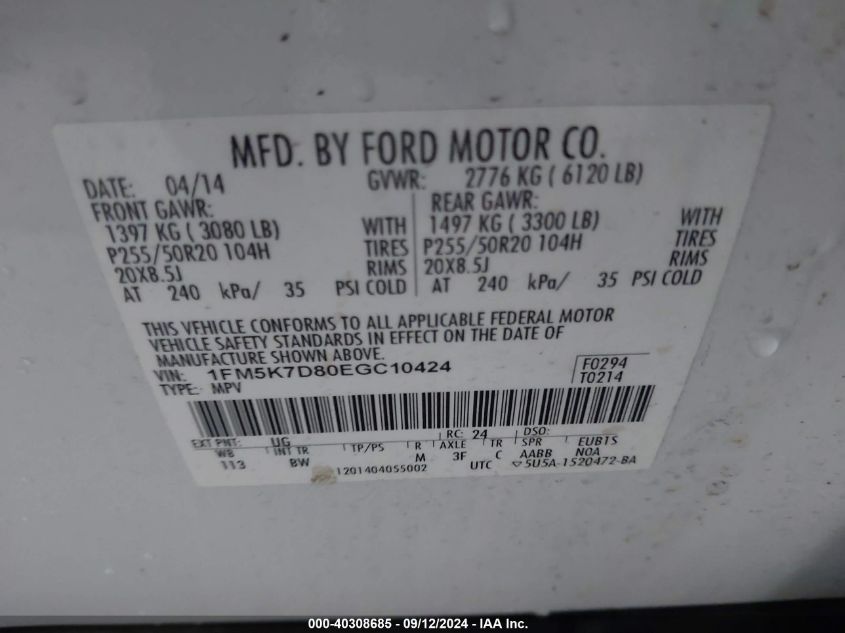 MFD. BY FORD MOTOR CO.
DATE: 04/14 GVWR: 2776 KG ( 6120 LB)
FRONT GAWR: REAR GAWR:
1397 KG ( 3080 LB) WITH 1497 KG ( 3300 LB) WITH
P255/50R20 104H TIRES P255/50R20 104H TIRES
20X8.5J RIMS 20X8.5J RIMS
AT 240 kPa/ 35 PSI COLD AT 240 kPa/ 35 PSI COLD
THIS VEHICLE CONFORMS TO ALL APPLICABLE FEDERAL MOTOR
VEHICLE SAFETY STANDARDS IN EFFECT ON THE DATE OF
MANUFACTURE SHOWN ABOVE.
VIN: 1FM5K7D80EGC10424 F0294
TYPE: MPV T0214
EXT PNT: UG RC: 24 DSO:
WB INT TR TP/PS R AXLE TR SPR EUB1S
113 BW M 3F C AABB NOA
1201404055002 UTC ▽5U5A-1520472-BA
000-40308685 - 09/12/2024 - IAA Inc.